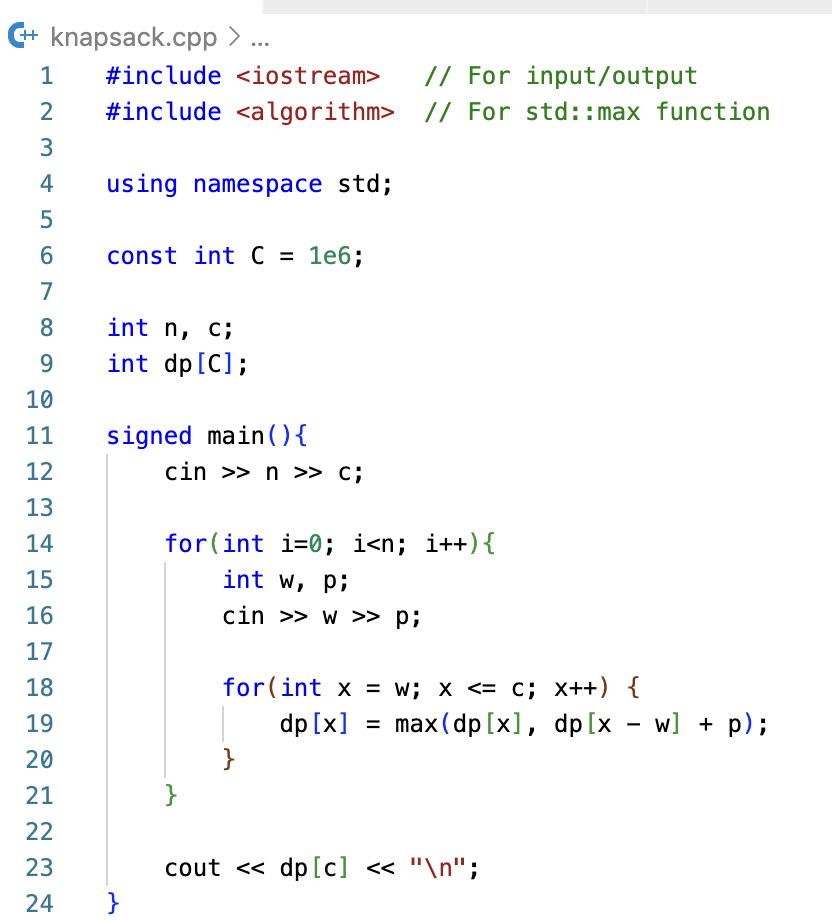 knapsack.cpp > ...
1 #include <iostream>   // For input/output
2 #include <algorithm>  // For std::max function
3
4 using namespace std;
5
6 const int C = 1e6;
7
8 int n, c;
9 int dp[C];
10
11 signed main(){
12     cin >> n >> c;
13
14     for(int i=0; i<n; i++){
15         int w, p;
16         cin >> w >> p;
17
18         for(int x = w; x <= c; x++) {
19             dp[x] = max(dp[x], dp[x - w] + p);
20         }
21     }
22
23     cout << dp[c] << "\n";
24 }